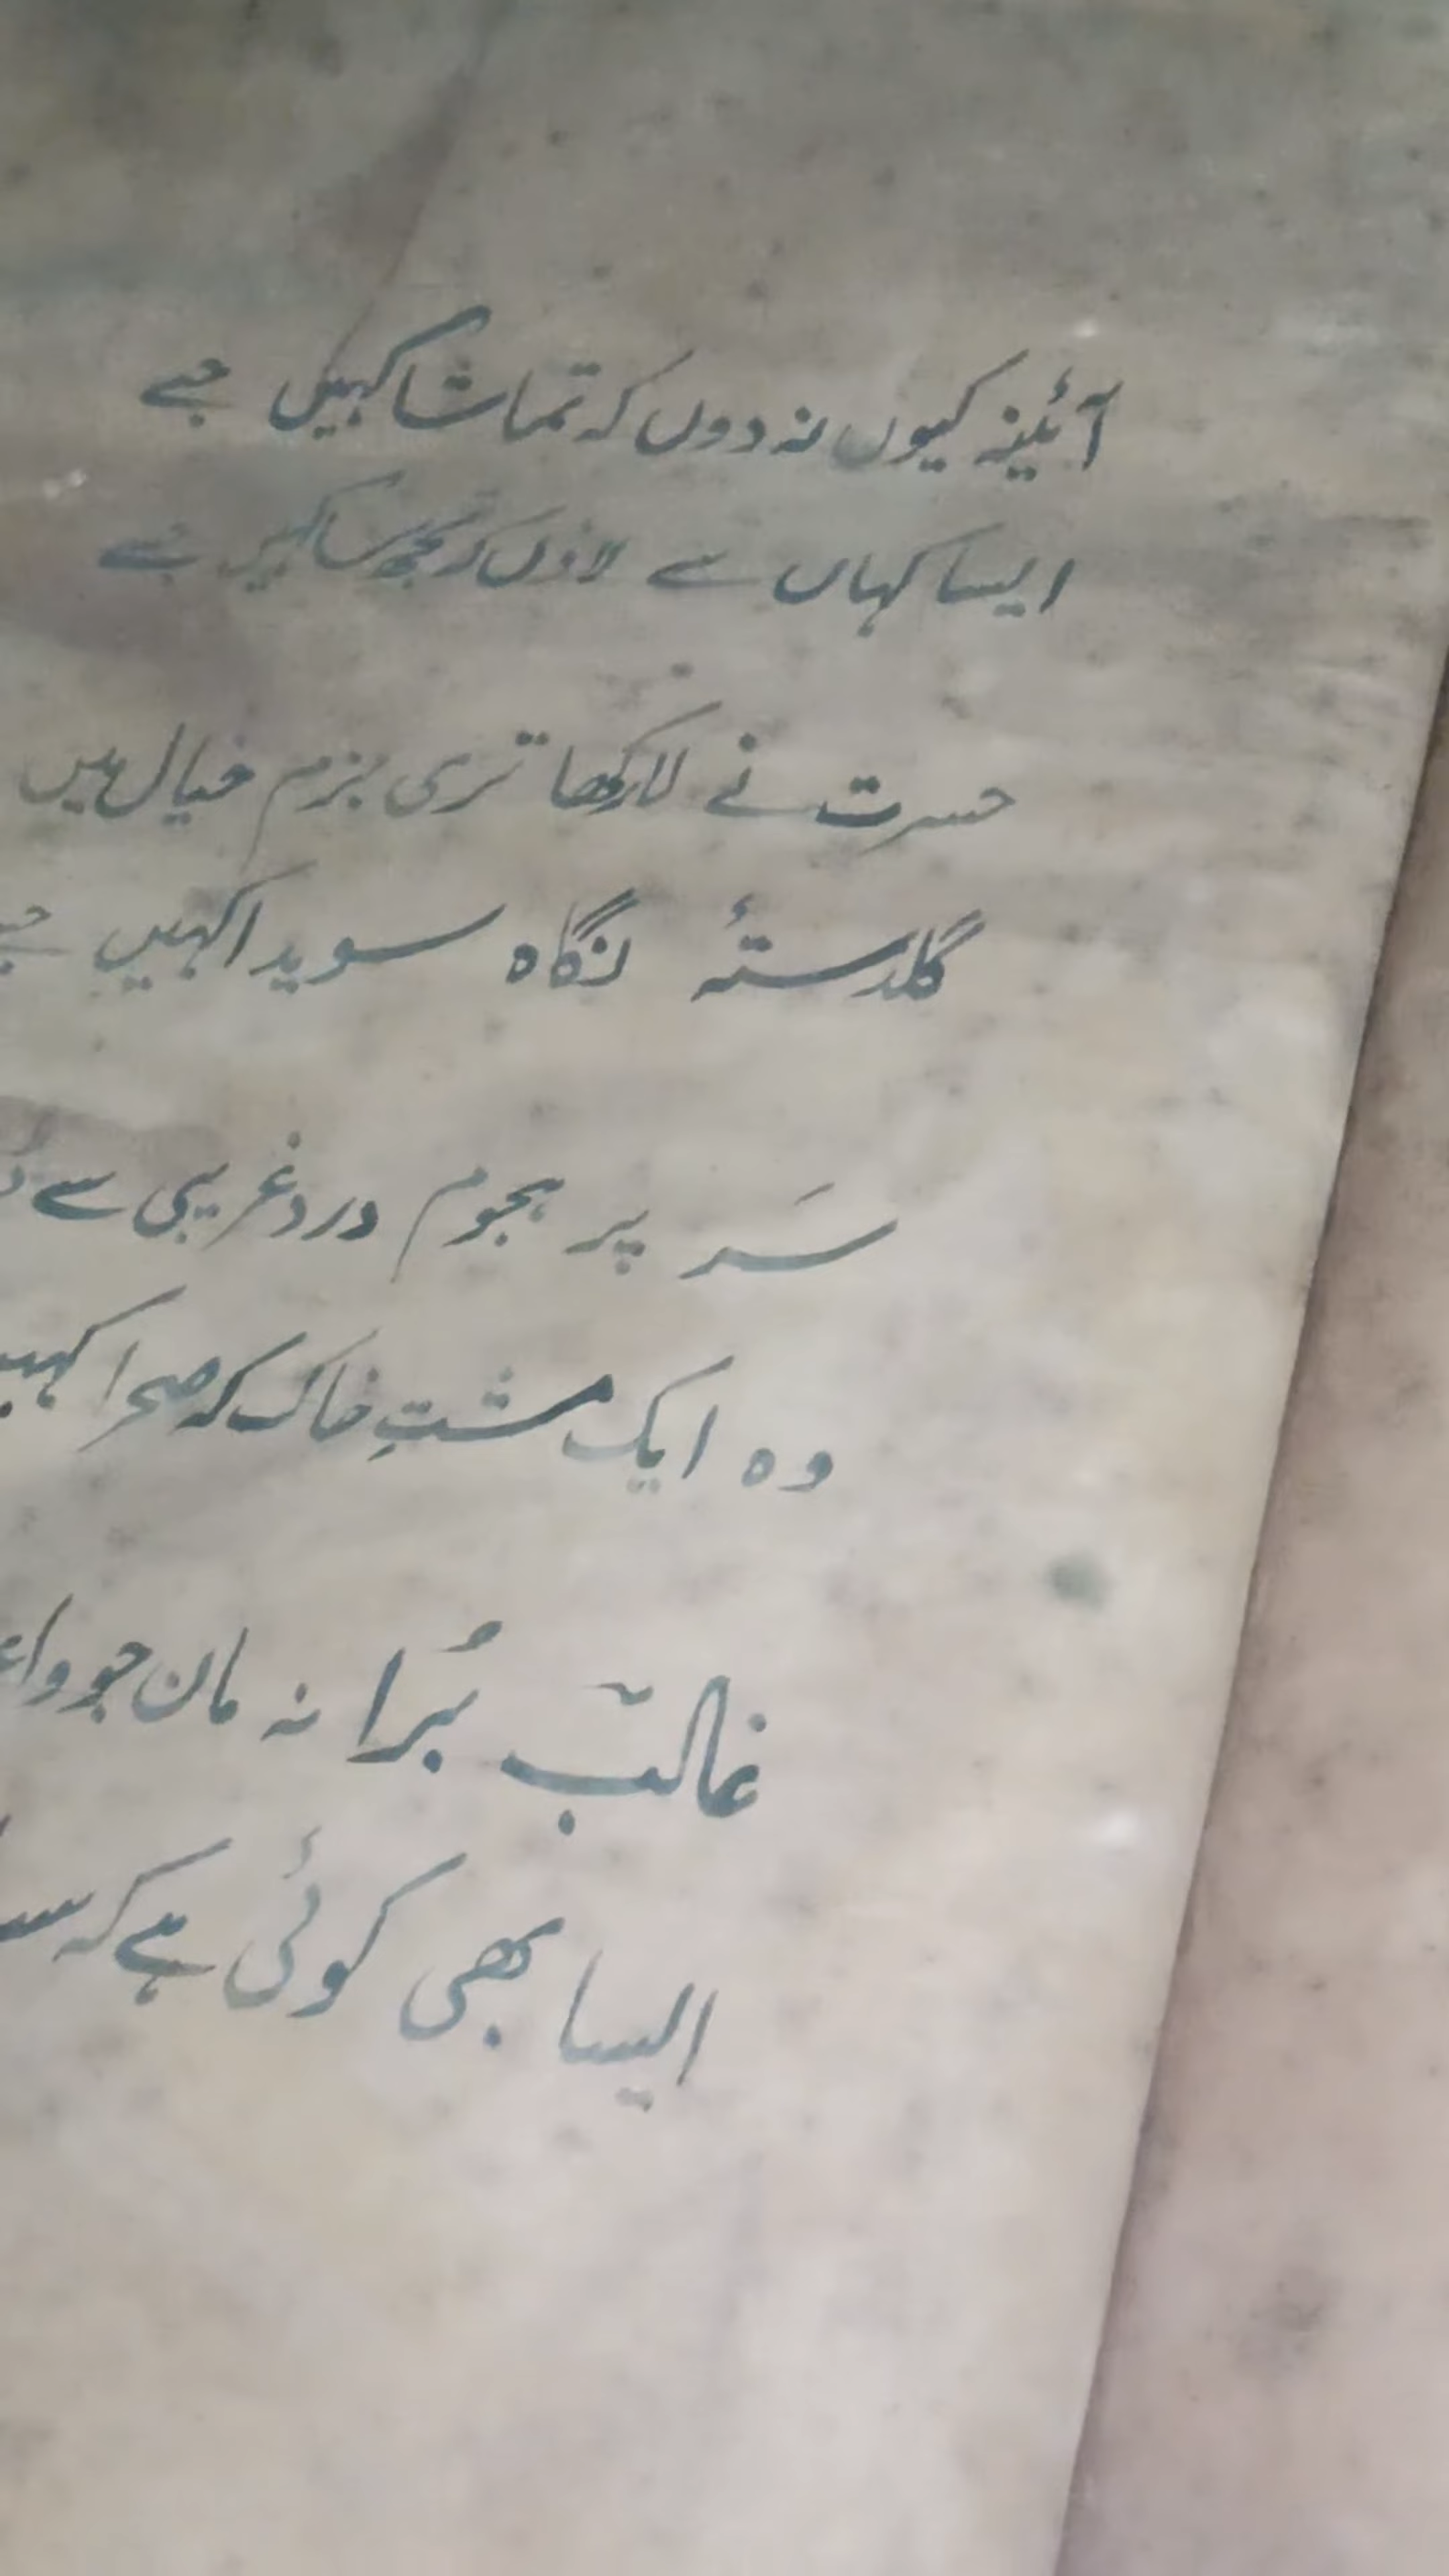 آئینہ کیوں نہ دوں کہ تماشا کہیں جسے
ایسا کہاں سے لاؤں کہ تجھ سا کہیں جسے
حسرت نے لا رکھا تری بزم خیال میں
گلدستۂ نگاہ سویدا کہیں
سَر پر ہجوم درد غریبی سے
وہ ایک مشتِ خاک کہ صحرا
غالبؔ بُرا نہ مان جو
ایسا بھی کوئی ہے کہ